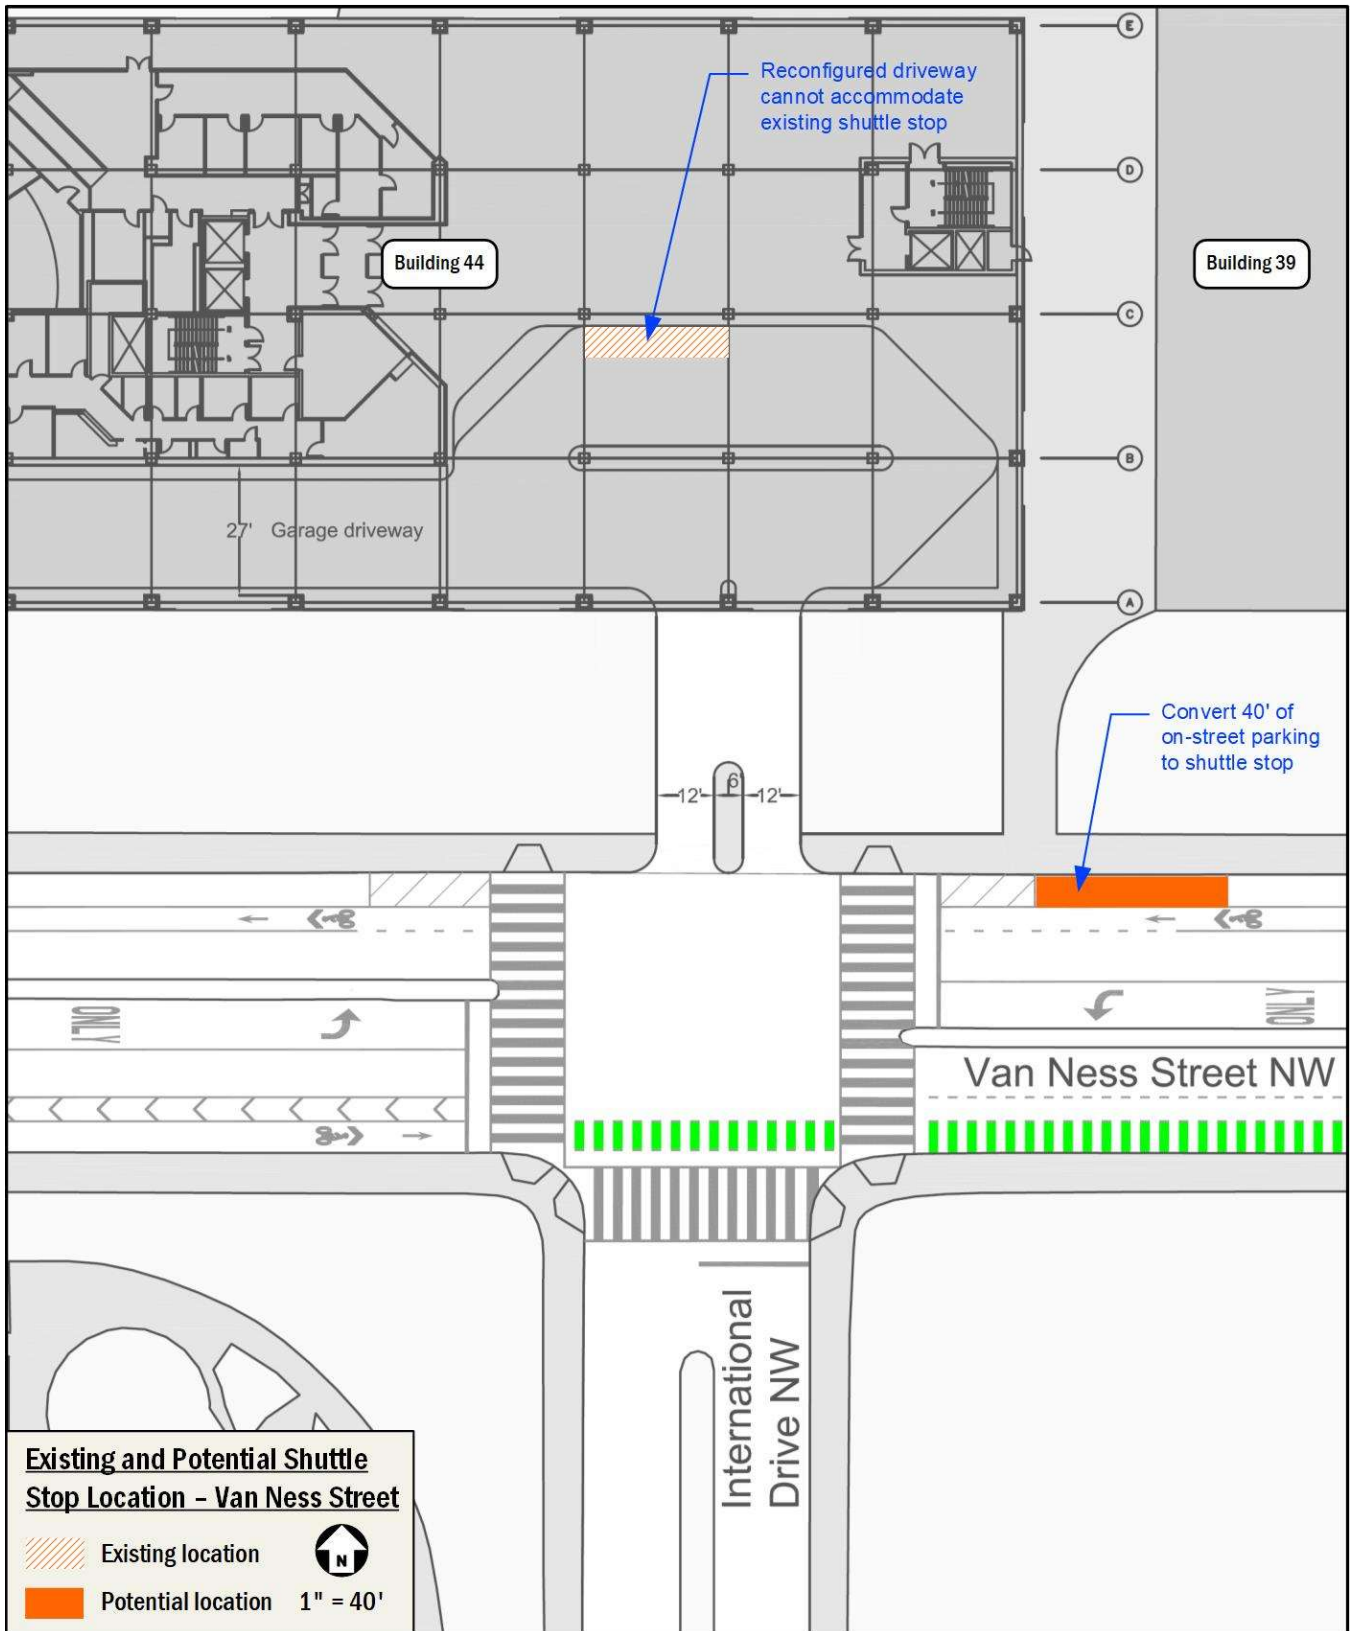 E
Reconfigured driveway
cannot accommodate
existing shuttle stop
D
Building 44
Building 39
C
B
27' Garage driveway
A
Convert 40' of
on-street parking
to shuttle stop
12' 6' 12'
ONLY
ONLY
Van Ness Street NW
International
Drive NW
Existing and Potential Shuttle
Stop Location – Van Ness Street
Existing location
N
Potential location 1" = 40'